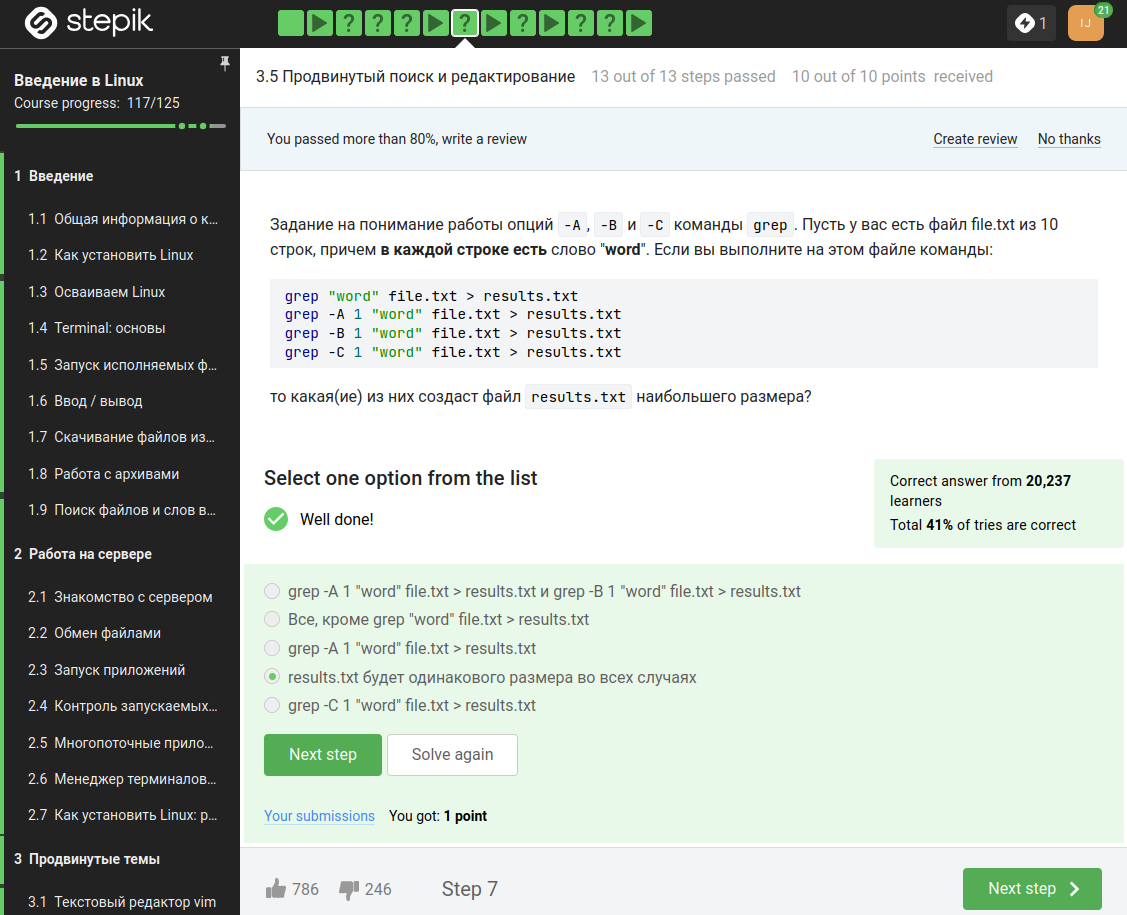 stepik
? ? ? ? ? ? ?
1
IJ
21
Введение в Linux
Course progress: 117/125
1 Введение
1.1 Общая информация о к...
1.2 Как установить Linux
1.3 Осваиваем Linux
1.4 Terminal: основы
1.5 Запуск исполняемых ф...
1.6 Ввод / вывод
1.7 Скачивание файлов из...
1.8 Работа с архивами
1.9 Поиск файлов и слов в...
2 Работа на сервере
2.1 Знакомство с сервером
2.2 Обмен файлами
2.3 Запуск приложений
2.4 Контроль запускаемых...
2.5 Многопоточные прило...
2.6 Менеджер терминалов...
2.7 Как установить Linux: р...
3 Продвинутые темы
3.1 Текстовый редактор vim
3.5 Продвинутый поиск и редактирование 13 out of 13 steps passed 10 out of 10 points received
You passed more than 80%, write a review Create review No thanks
Задание на понимание работы опций -A, -B и -C команды grep. Пусть у вас есть файл file.txt из 10
строк, причем в каждой строке есть слово "word". Если вы выполните на этом файле команды:
grep "word" file.txt > results.txt
grep -A 1 "word" file.txt > results.txt
grep -B 1 "word" file.txt > results.txt
grep -C 1 "word" file.txt > results.txt
то какая(ие) из них создаст файл results.txt наибольшего размера?
Select one option from the list
Well done!
Correct answer from 20,237
learners
Total 41% of tries are correct
grep -A 1 "word" file.txt > results.txt и grep -B 1 "word" file.txt > results.txt
Все, кроме grep "word" file.txt > results.txt
grep -A 1 "word" file.txt > results.txt
results.txt будет одинакового размера во всех случаях
grep -C 1 "word" file.txt > results.txt
Next step Solve again
Your submissions You got: 1 point
786 246 Step 7 Next step